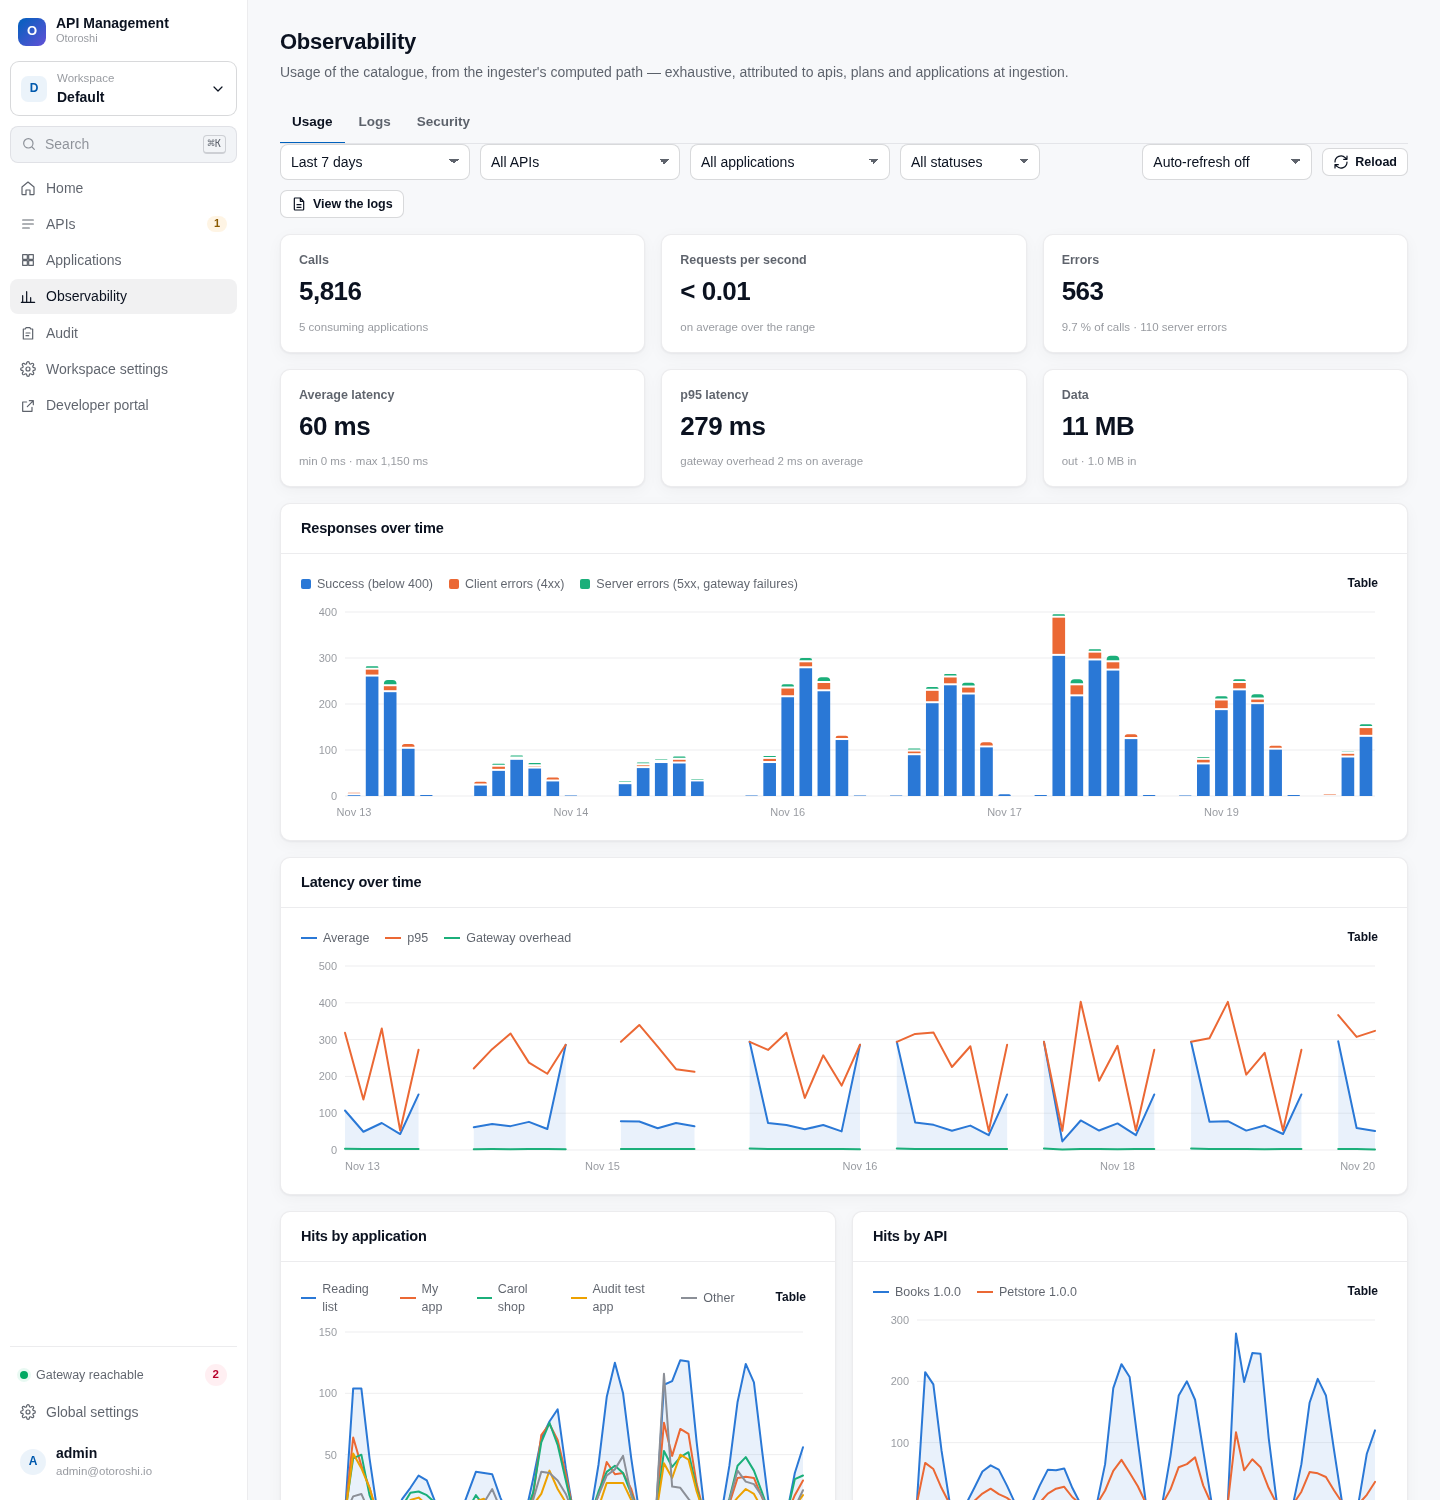 O
API Management
Otoroshi
D
Workspace
Default
Search
⌘K
Home
APIs
1
Applications
Observability
Audit
Workspace settings
Developer portal
Gateway reachable
2
Global settings
A
admin
admin@otoroshi.io
Observability
Usage of the catalogue, from the ingester's computed path — exhaustive, attributed to apis, plans and applications at ingestion.
Usage Logs Security
Last 7 days All APIs All applications All statuses Auto-refresh off Reload
View the logs
Calls
5,816
5 consuming applications
Requests per second
< 0.01
on average over the range
Errors
563
9.7 % of calls · 110 server errors
Average latency
60 ms
min 0 ms · max 1,150 ms
p95 latency
279 ms
gateway overhead 2 ms on average
Data
11 MB
out · 1.0 MB in
Responses over time
Success (below 400) Client errors (4xx) Server errors (5xx, gateway failures) Table
400
300
200
100
0
Nov 13 Nov 14 Nov 16 Nov 17 Nov 19
Latency over time
Average p95 Gateway overhead Table
500
400
300
200
100
0
Nov 13 Nov 15 Nov 16 Nov 18 Nov 20
Hits by application
Reading list
My app
Carol shop
Audit test app
Other
Table
150
100
50
Hits by API
Books 1.0.0 Petstore 1.0.0 Table
300
200
100